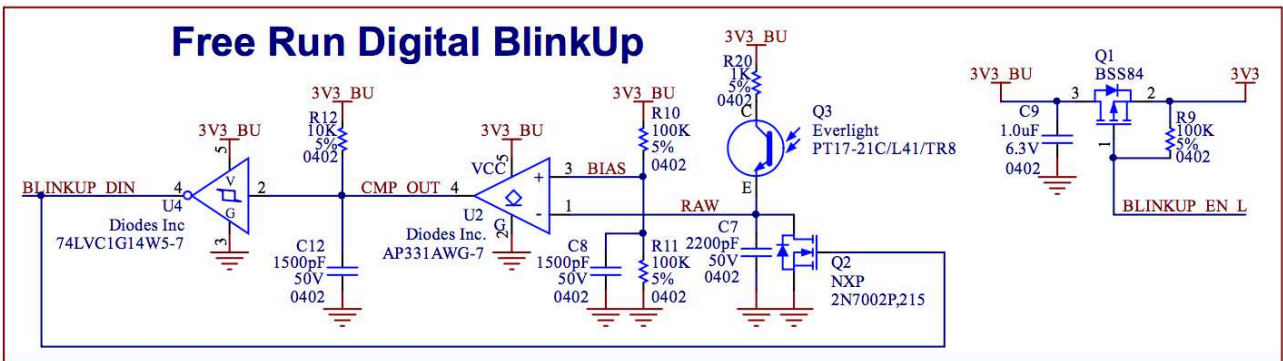 Free Run Digital BlinkUp
3V3_BU
R12
10K
5%
0402
3V3_BU
5
V
G
4
2
3
BLINKUP_DIN
U4
Diodes Inc
74LVC1G14W5-7
C12
1500pF
50V
0402
CMP_OUT
4
3V3_BU
VCC
5
+
-
G
2
U2
Diodes Inc.
AP331AWG-7
3
BIAS
1
RAW
3V3_BU
R10
100K
5%
0402
C8
1500pF
50V
0402
R11
100K
5%
0402
3V3_BU
R20
1K
5%
0402
C
E
Q3
Everlight
PT17-21C/L41/TR8
C7
2200pF
50V
0402
Q2
NXP
2N7002P,215
3V3_BU
C9
1.0uF
6.3V
0402
Q1
BSS84
3
2
1
3V3
R9
100K
5%
0402
BLINKUP_EN_L